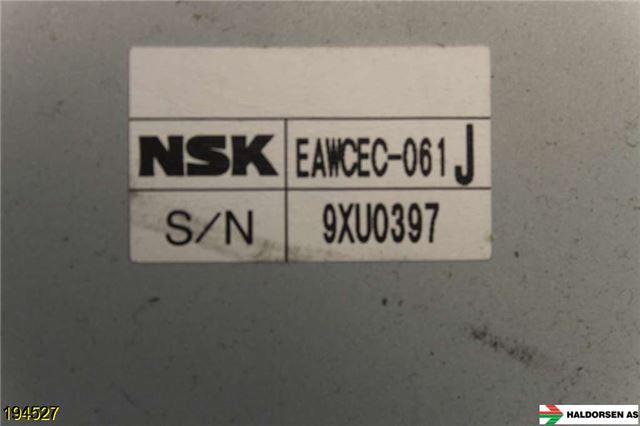 NSK EAWCEC-061 J
S/N 9XU0397
194527
HALDORSEN AS